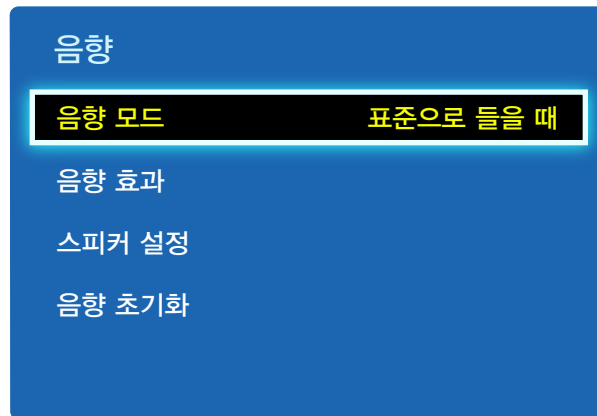 음향
음향 모드 표준으로 들을 때
음향 효과
스피커 설정
음향 초기화